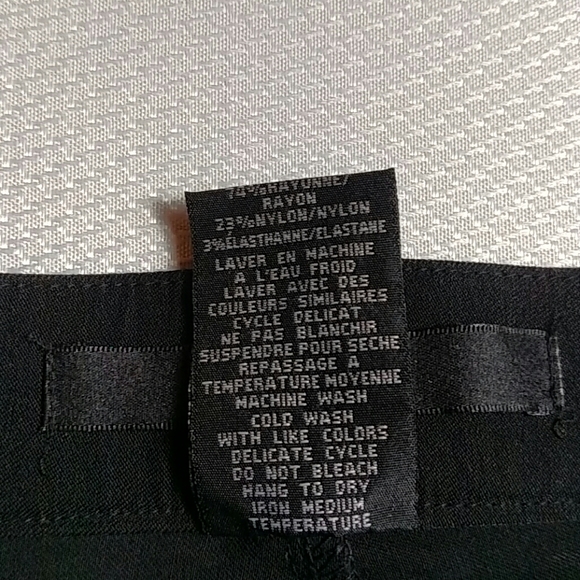 74%RAYONNE/
RAYON
23%NYLON/NYLON
3%ELASTHANNE/ELASTANE
LAVER EN MACHINE
A L'EAU FROID
LAVER AVEC DES
COULEURS SIMILAIRES
CYCLE DELICAT
NE PAS BLANCHIR
SUSPENDRE POUR SECHE
REPASSAGE A
TEMPERATURE MOYENNE
MACHINE WASH
COLD WASH
WITH LIKE COLORS
DELICATE CYCLE
DO NOT BLEACH
HANG TO DRY
IRON MEDIUM
TEMPERATURE